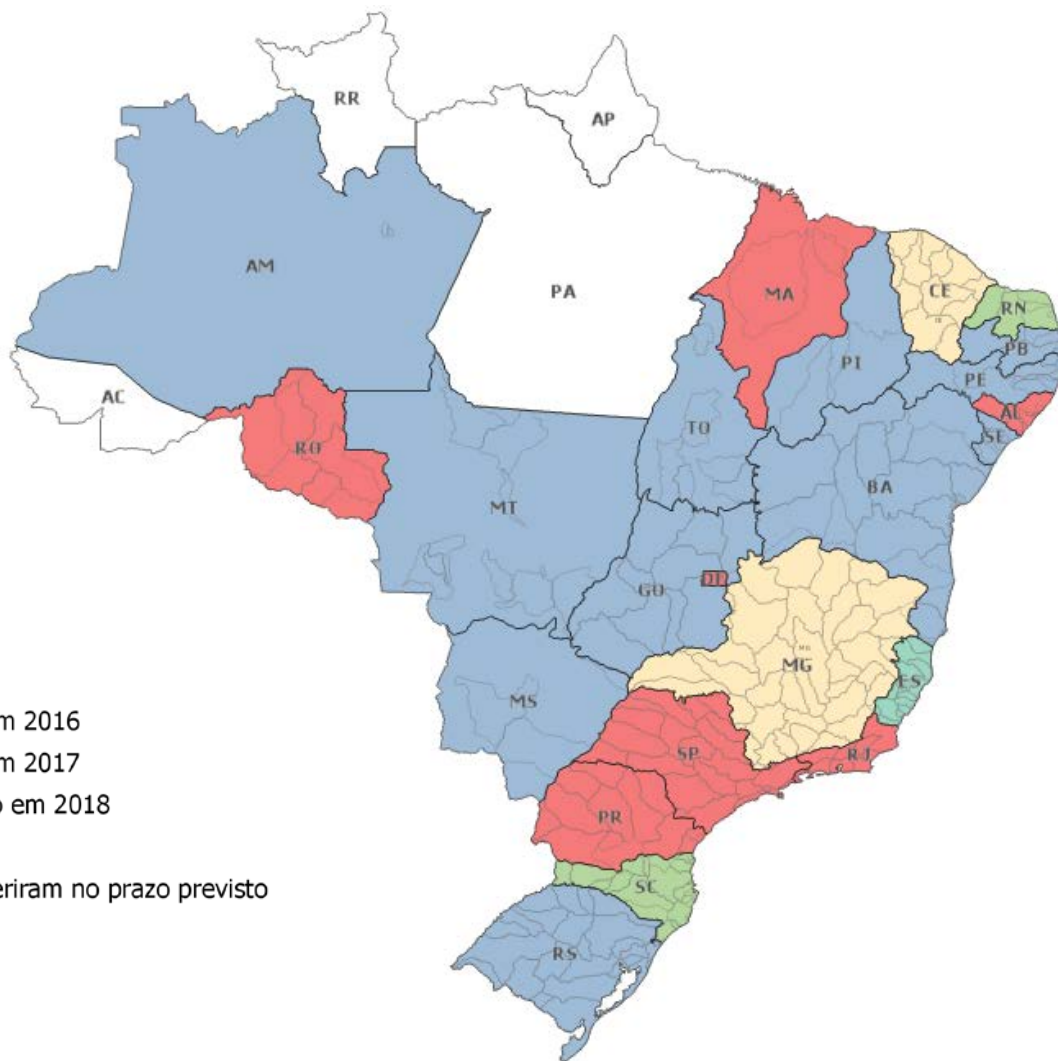 RR
AP
AM
PA
MA
CE
RN
PB
PI
PE
AC
AL
TO
SE
RO
BA
MT
GO
DF
MG
ES
MS
m 2016
SP
RJ
m 2017
o em 2018
PR
eriram no prazo previsto
SC
RS